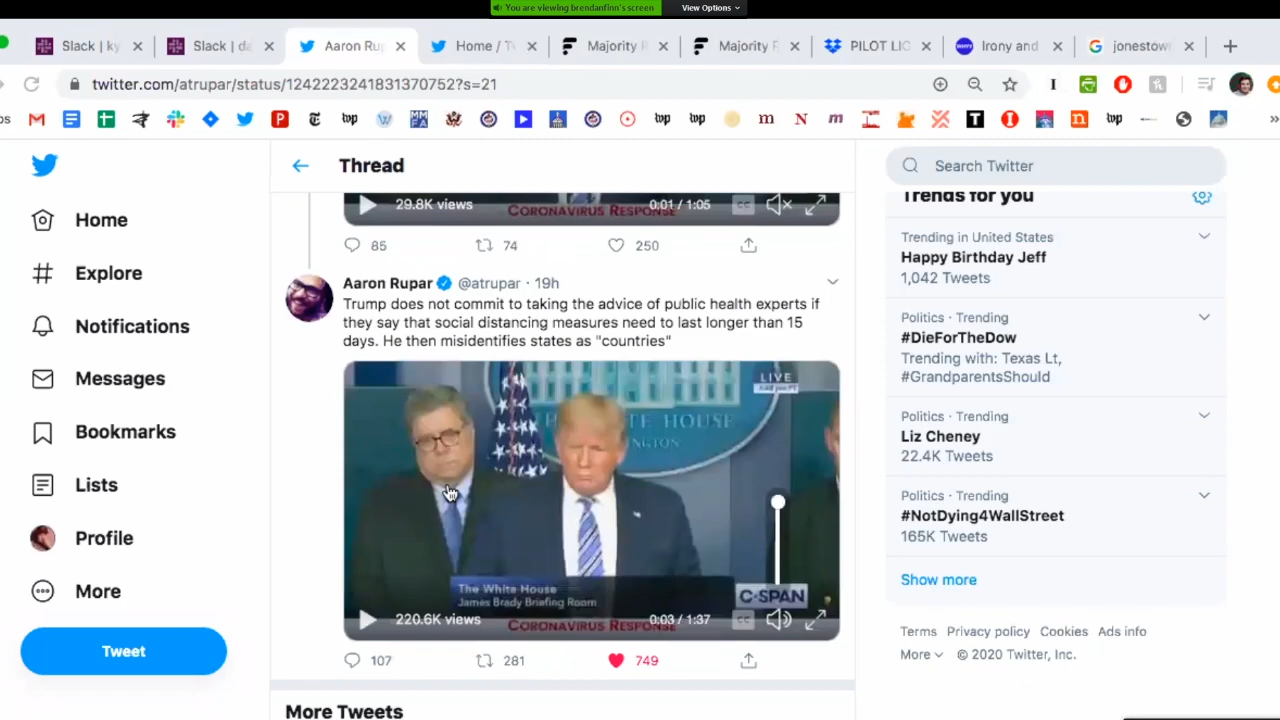 You are viewing brendanfinn's screen
View Options
Slack | ky
Slack | da
Aaron Rup
Home / Tw
Majority R
Majority R
PILOT LIC
Irony and
jonestow
twitter.com/atrupar/status/1242223241831370752?s=21
Thread
Search Twitter
Home
Explore
Notifications
Messages
Bookmarks
Lists
Profile
More
Tweet
29.8K views
CORONAVIRUS RESPONSE
0:01 / 1:05
CC
85
74
250
Aaron Rupar @atrupar · 19h
Trump does not commit to taking the advice of public health experts if
they say that social distancing measures need to last longer than 15
days. He then misidentifies states as "countries"
LIVE
The White House
James Brady Briefing Room
C-SPAN
220.6K views
CORONAVIRUS RESPONSE
0:03 / 1:37
CC
107
281
749
More Tweets
Trends for you
Trending in United States
Happy Birthday Jeff
1,042 Tweets
Politics · Trending
#DieForTheDow
Trending with: Texas Lt,
#GrandparentsShould
Politics · Trending
Liz Cheney
22.4K Tweets
Politics · Trending
#NotDying4WallStreet
165K Tweets
Show more
Terms Privacy policy Cookies Ads info
More © 2020 Twitter, Inc.